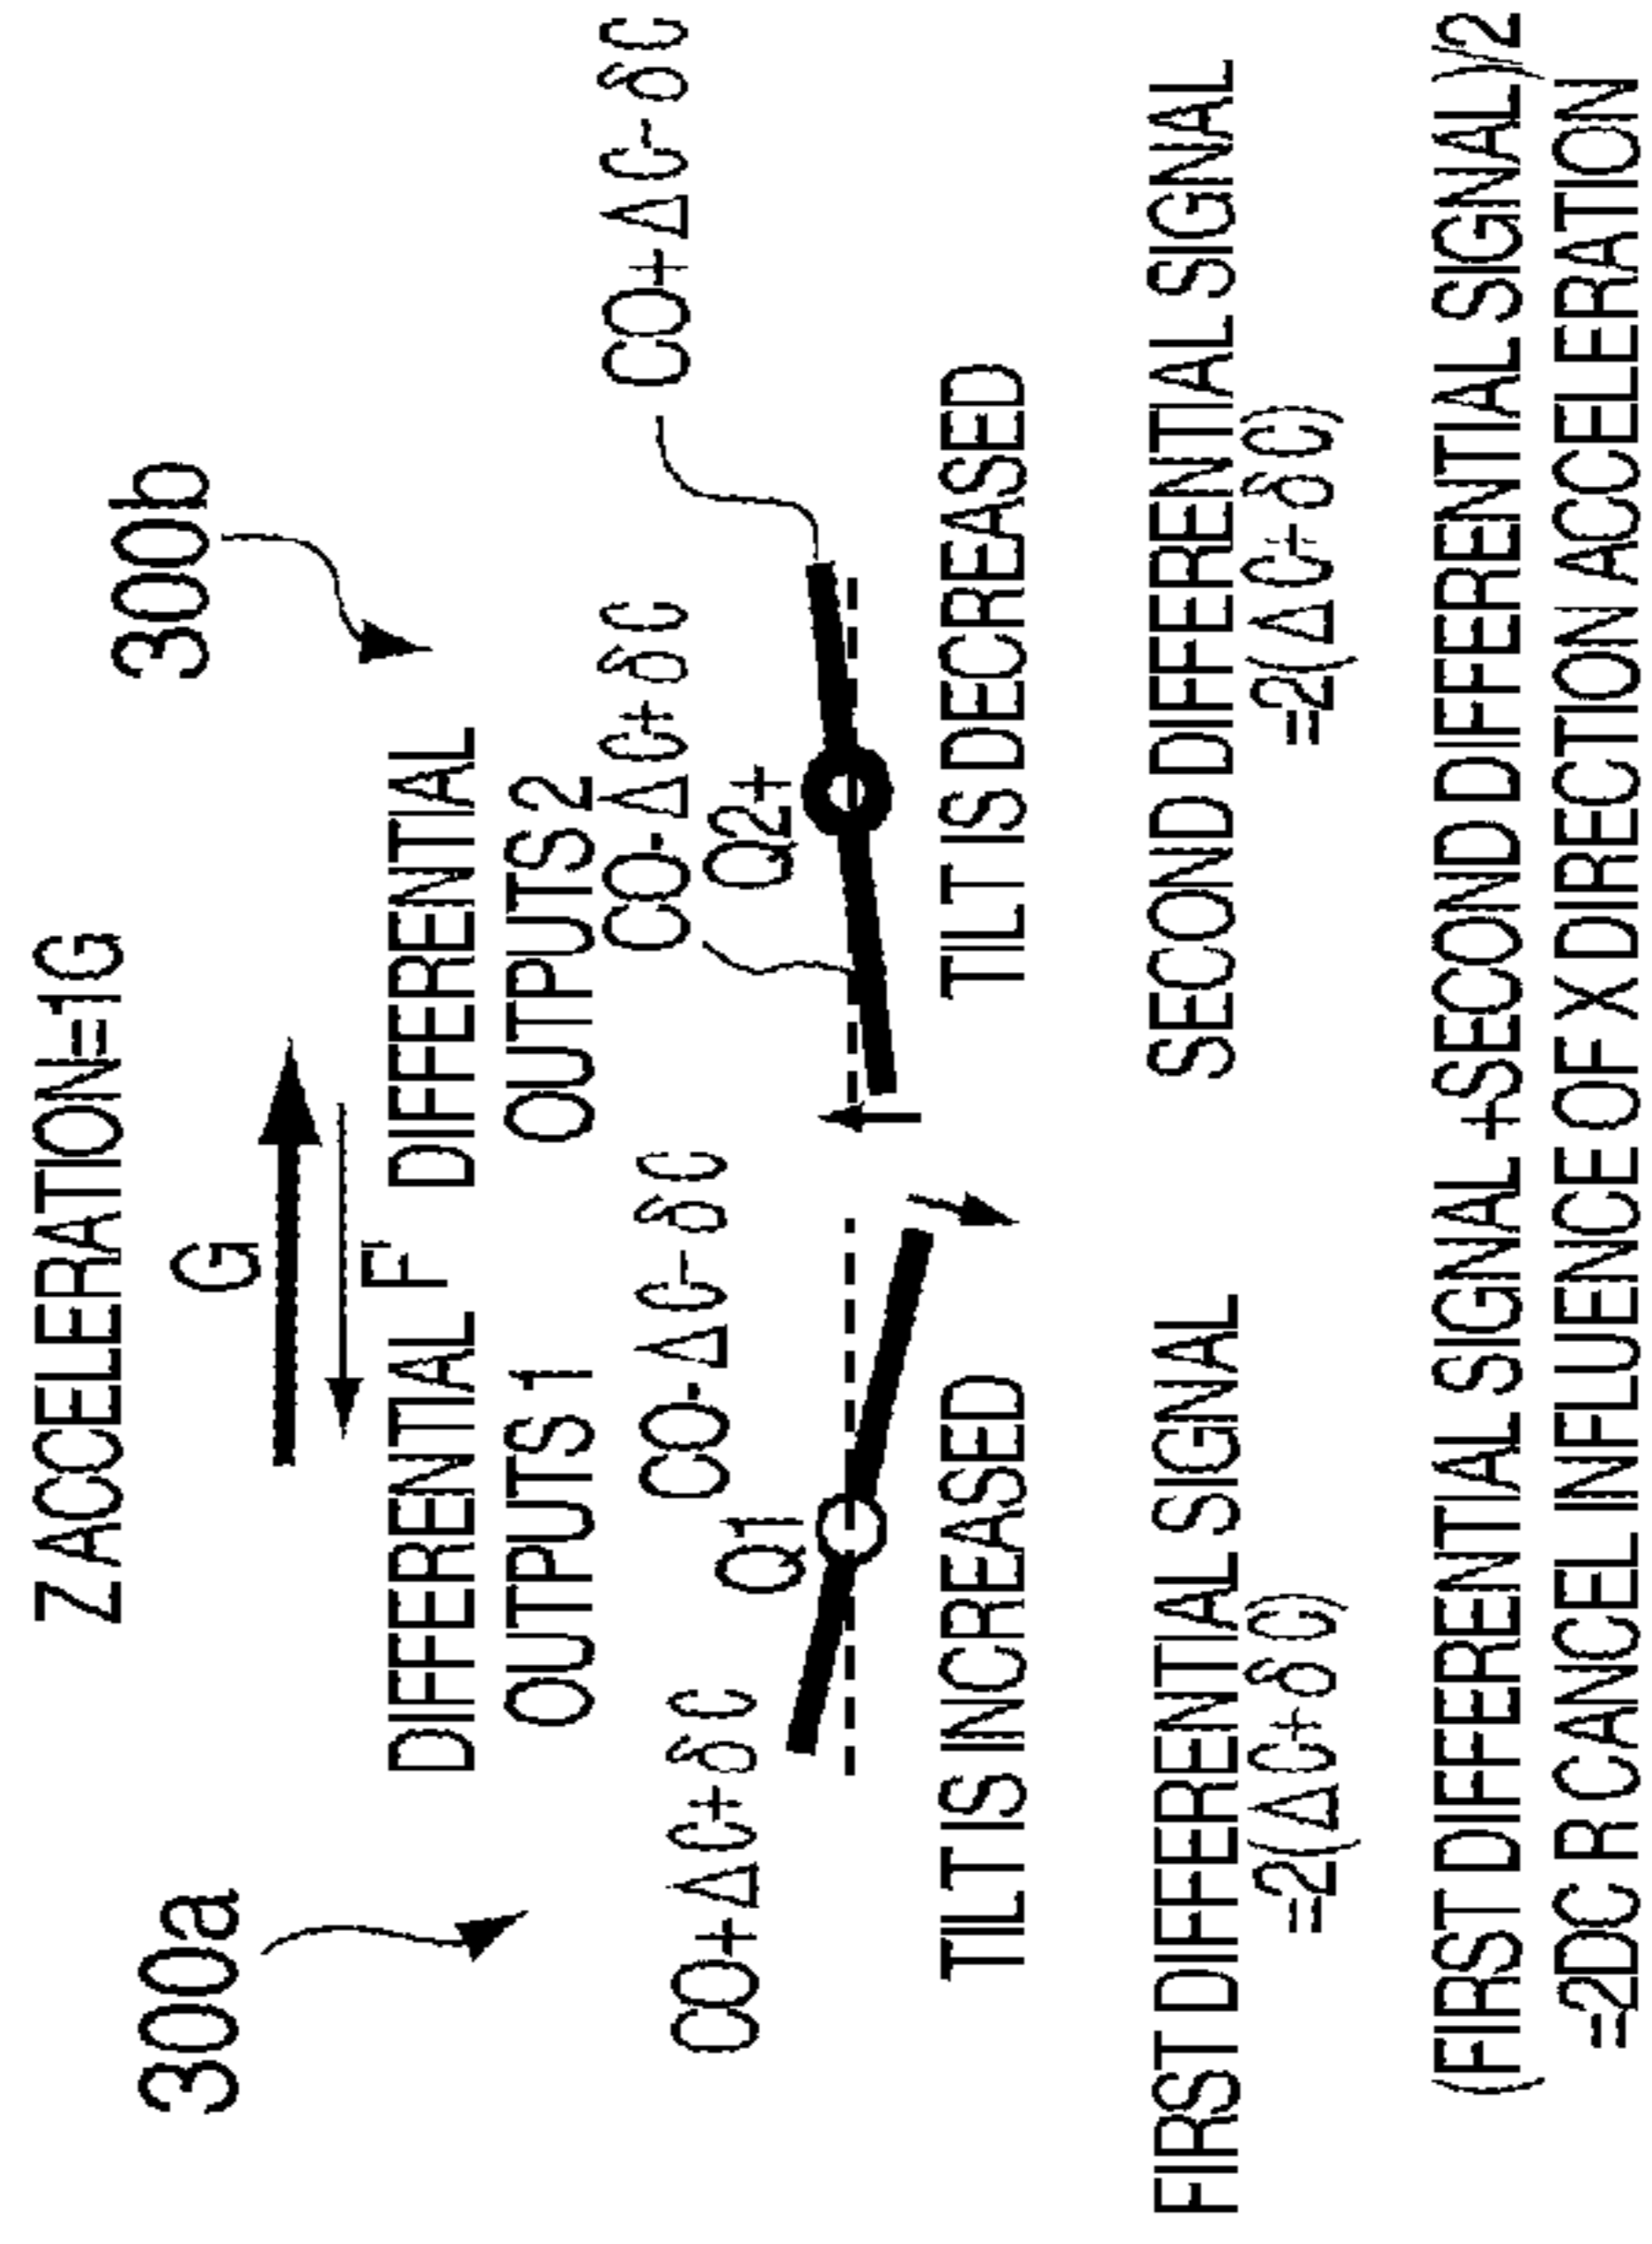 Z ACCELERATION=1G
300a
300b
G
F'
DIFFERENTIAL
OUTPUTS 1
DIFFERENTIAL
OUTPUTS 2
CO+ΔC+δC
CO-ΔC-δC
CO-ΔC+δC
CO+ΔC-δC
Q1
Q2+
TILT IS INCREASED
TILT IS DECREASED
FIRST DIFFERENTIAL SIGNAL
=2(ΔC+δC)
SECOND DIFFERENTIAL SIGNAL
=2(ΔC+δC)
(FIRST DIFFERENTIAL SIGNAL +SECOND DIFFERENTIAL SIGNAL)/2
=2DC R CANCEL INFLUENCE OF X DIRECTION ACCELERATION